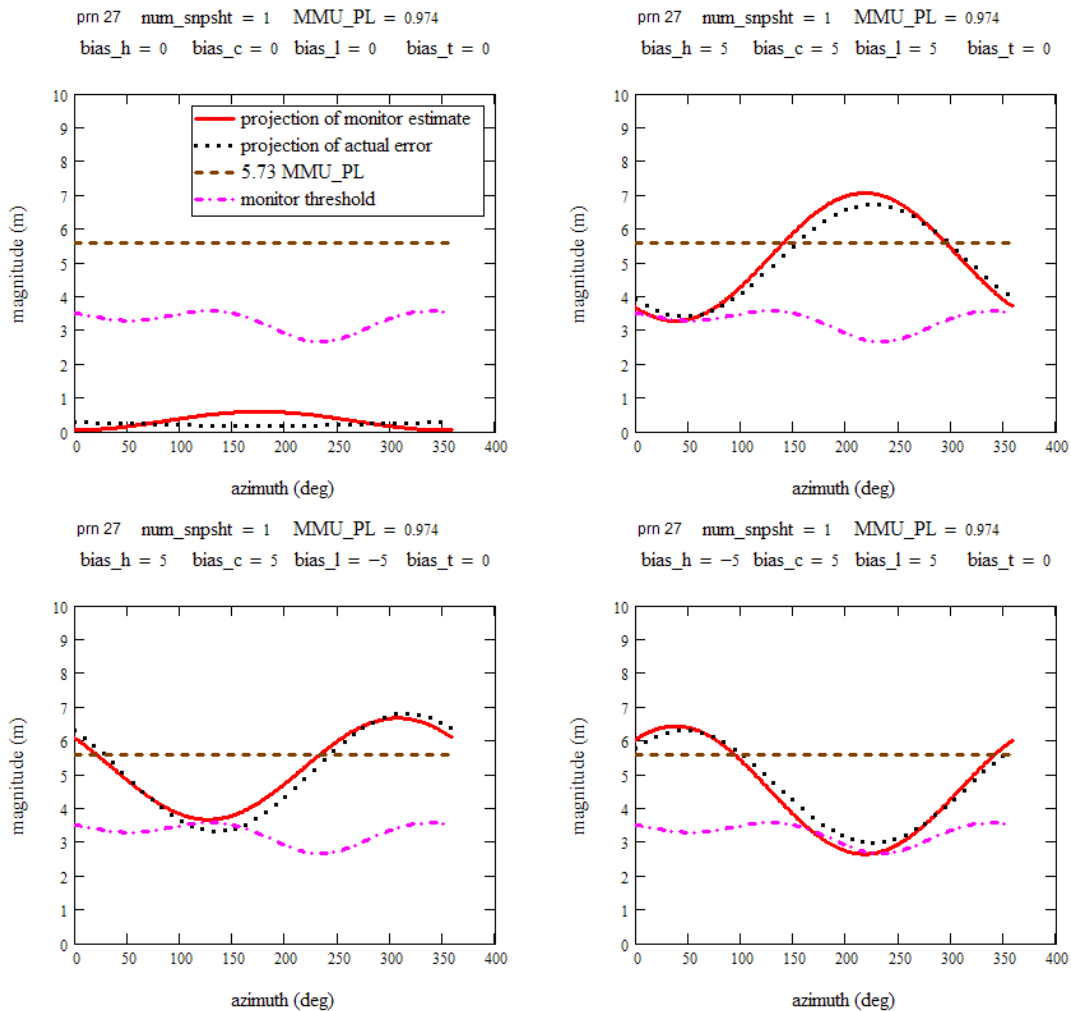 prn 27 num_snpsht = 1 MMU_PL = 0.974
bias_h = 0 bias_c = 0 bias_l = 0 bias_t = 0
10
9
8
7
6
5
4
3
2
1
0
magnitude (m)
projection of monitor estimate
projection of actual error
5.73 MMU_PL
monitor threshold
0 50 100 150 200 250 300 350 400
azimuth (deg)
prn 27 num_snpsht = 1 MMU_PL = 0.974
bias_h = 5 bias_c = 5 bias_l = 5 bias_t = 0
10
9
8
7
6
5
4
3
2
1
0
magnitude (m)
0 50 100 150 200 250 300 350 400
azimuth (deg)
prn 27 num_snpsht = 1 MMU_PL = 0.974
bias_h = 5 bias_c = 5 bias_l = −5 bias_t = 0
10
9
8
7
6
5
4
3
2
1
0
magnitude (m)
0 50 100 150 200 250 300 350 400
azimuth (deg)
prn 27 num_snpsht = 1 MMU_PL = 0.974
bias_h = −5 bias_c = 5 bias_l = 5 bias_t = 0
10
9
8
7
6
5
4
3
2
1
0
magnitude (m)
0 50 100 150 200 250 300 350 400
azimuth (deg)